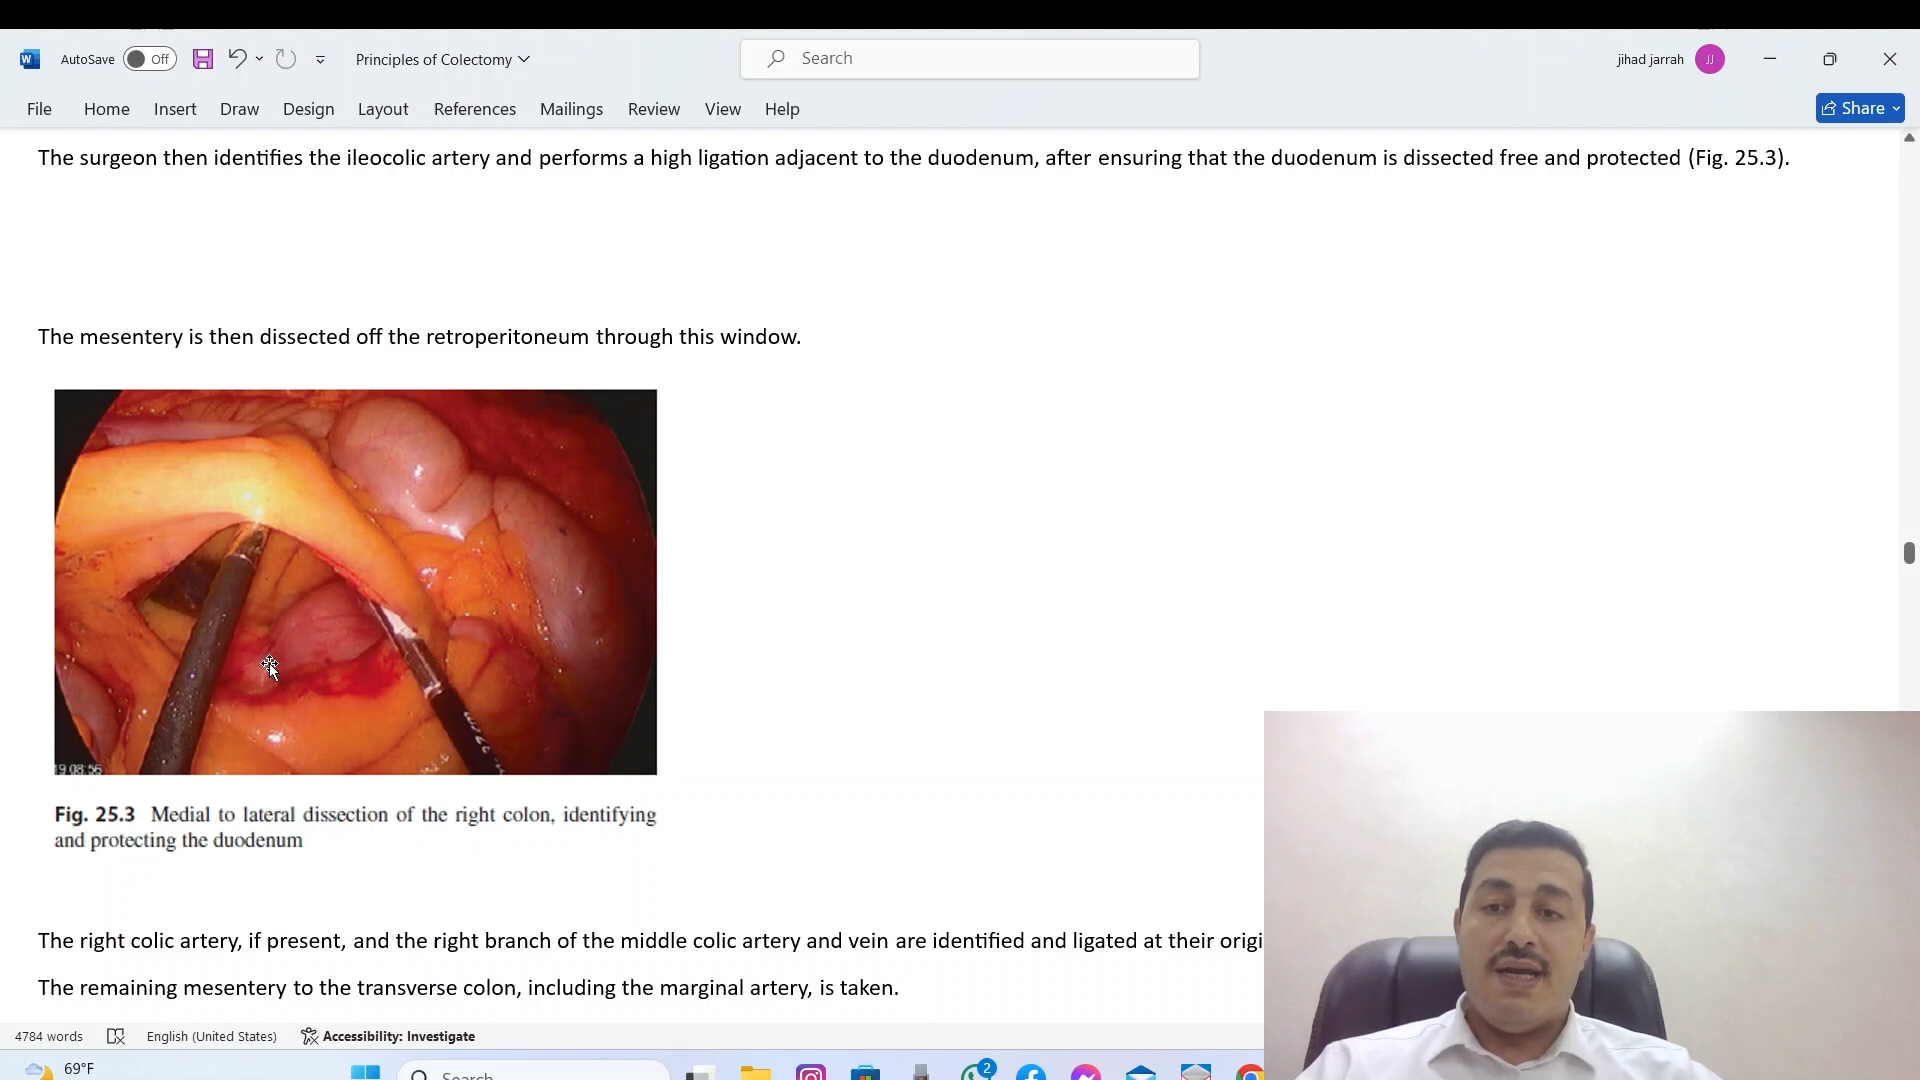 AutoSave Off Principles of Colectomy Search jihad jarrah JJ
File Home Insert Draw Design Layout References Mailings Review View Help Share
The surgeon then identifies the ileocolic artery and performs a high ligation adjacent to the duodenum, after ensuring that the duodenum is dissected free and protected (Fig. 25.3).
The mesentery is then dissected off the retroperitoneum through this window.
Fig. 25.3 Medial to lateral dissection of the right colon, identifying
and protecting the duodenum
The right colic artery, if present, and the right branch of the middle colic artery and vein are identified and ligated at their origi
The remaining mesentery to the transverse colon, including the marginal artery, is taken.
4784 words English (United States) Accessibility: Investigate
69°F Search 2